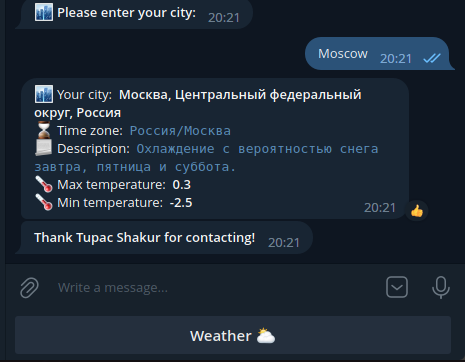 🏙️ Please enter your city: 20:21
Moscow 20:21
🏙️ Your city: Москва, Центральный федеральный
округ, Россия
⏳ Time zone: Россия/Москва
🧾 Description: Охлаждение с вероятностью снега
завтра, пятница и суббота.
🌡️ Max temperature: 0.3
🌡️ Min temperature: -2.5
20:21 👍
Thank Tupac Shakur for contacting! 20:21
Write a message...
Weather 🌥️